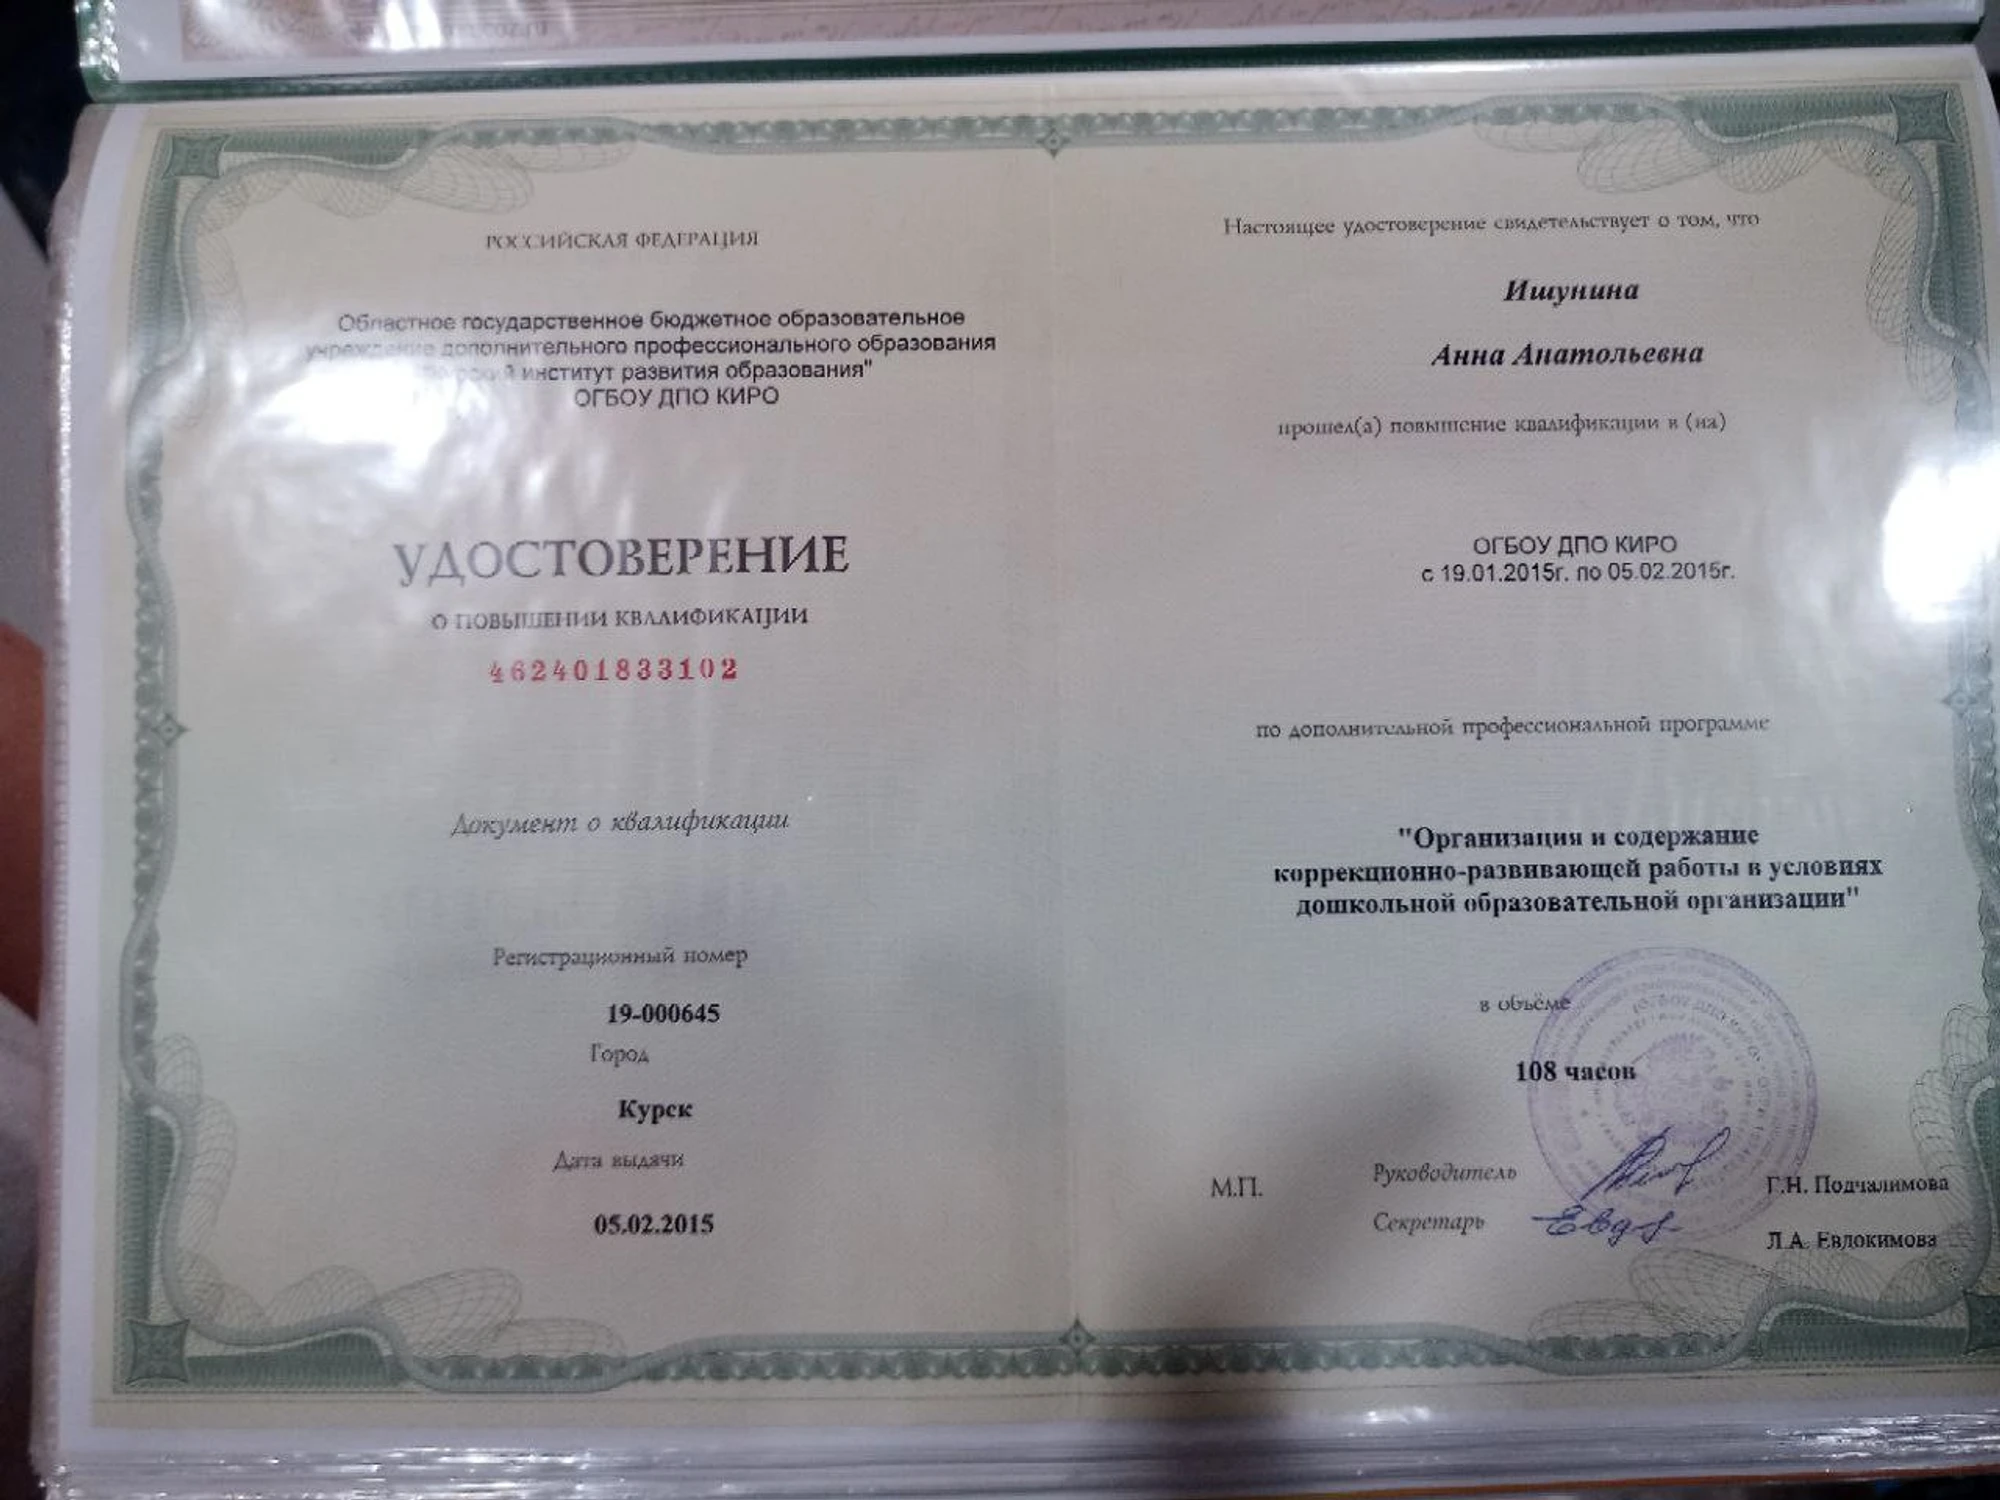 РОССИЙСКАЯ ФЕДЕРАЦИЯ
Областное государственное бюджетное образовательное
учреждение дополнительного профессионального образования
институт развития образования"
ОГБОУ ДПО КИРО
УДОСТОВЕРЕНИЕ
О ПОВЫШЕНИИ КВАЛИФИКАЦИИ
462401833102
Документ о квалификации
Регистрационный номер
19-000645
Город
Курск
Дата выдачи
05.02.2015
Настоящее удостоверение свидетельствует о том, что
Ишунина
Анна Анатольевна
прошел(а) повышение квалификации в (на)
ОГБОУ ДПО КИРО
с 19.01.2015г. по 05.02.2015г.
по дополнительной профессиональной программе
"Организация и содержание
коррекционно-развивающей работы в условиях
дошкольной образовательной организации"
в объёме
108 часов
М.П.
Руководитель
Г.Н. Подчалимова
Секретарь
Л.А. Евдокимова